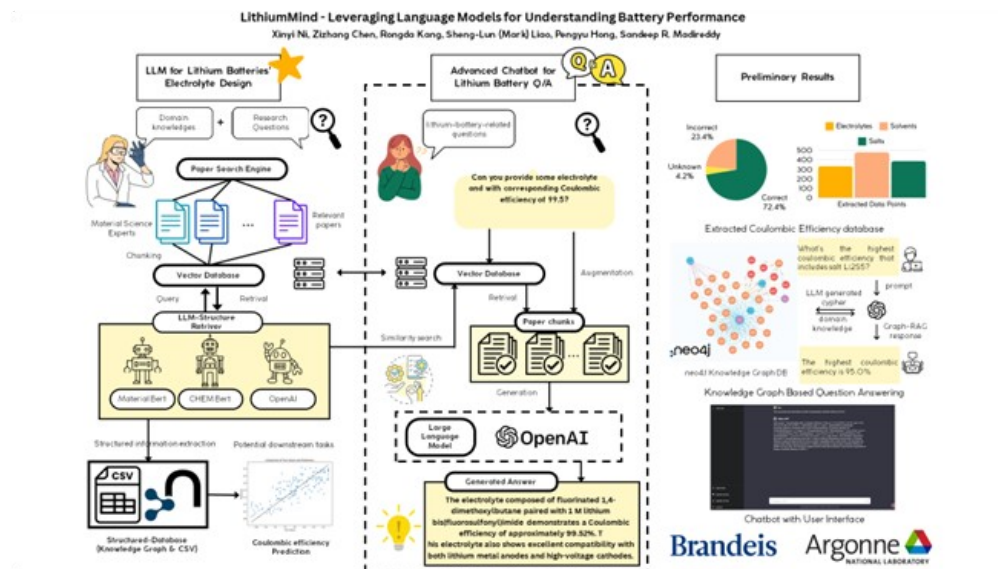 LithiumMind - Leveraging Language Models for Understanding Battery Performance
Xinyi Ni, Zizhang Chen, Rongda Kang, Sheng-Lun (Mark) Liao, Pengyu Hong, Sandeep R. Madireddy
LLM for Lithium Batteries'
Electrolyte Design
Domain
knowledges
+
Research
Questions
?
Paper Search Engine
Material Science
Experts
...
Relevant
papers
Chunking
Vector Database
Query
Retrival
LLM-Structure
Retriver
Material Bert
CHEM Bert
OpenAI
Structured information extraction
Potential downstream tasks
CSV
Structured-Database
(Knowledge Graph & CSV)
Coulombic efficiency
Prediction
Advanced Chatbot for
Lithium Battery Q/A
Q
A
lithium-battery-related
questions
?
Can you provide some electrolyte
and with corresponding Coulombic
efficiency of 99.5?
Vector Database
Augmentation
Retrival
Similarity search
Paper chunks
...
Generation
Large
Language
Model
OpenAI
Generated Answer
The electrolyte composed of fluorinated 1,4-
dimethoxylbutane paired with 1 M lithium
bis(fluorosulfonyl)imide demonstrates a Coulombic
efficiency of approximately 99.52%. T
his electrolyte also shows excellent compatibility with
both lithium metal anodes and high-voltage cathodes.
Preliminary Results
Incorrect
23.4%
Unknown
4.2%
Correct
72.4%
Electrolytes
Solvents
Salts
500
400
300
200
100
0
Extracted Data Points
Extracted Coulombic Efficiency database
What's the highest
coulombic efficiency that
includes salt Li2S5?
prompt
LLM generated
cypher
domain
knowledge
Graph-RAG
response
The highest coulombic
efficiency is 95.0%
neo4j
neo4J Knowledge Graph DB
Knowledge Graph Based Question Answering
Chatbot with User Interface
Brandeis
Argonne
NATIONAL LABORATORY